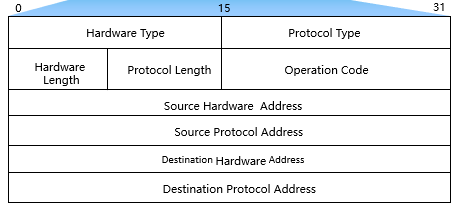 0 15 31
Hardware Type Protocol Type
Hardware Length Protocol Length Operation Code
Source Hardware Address
Source Protocol Address
Destination Hardware Address
Destination Protocol Address